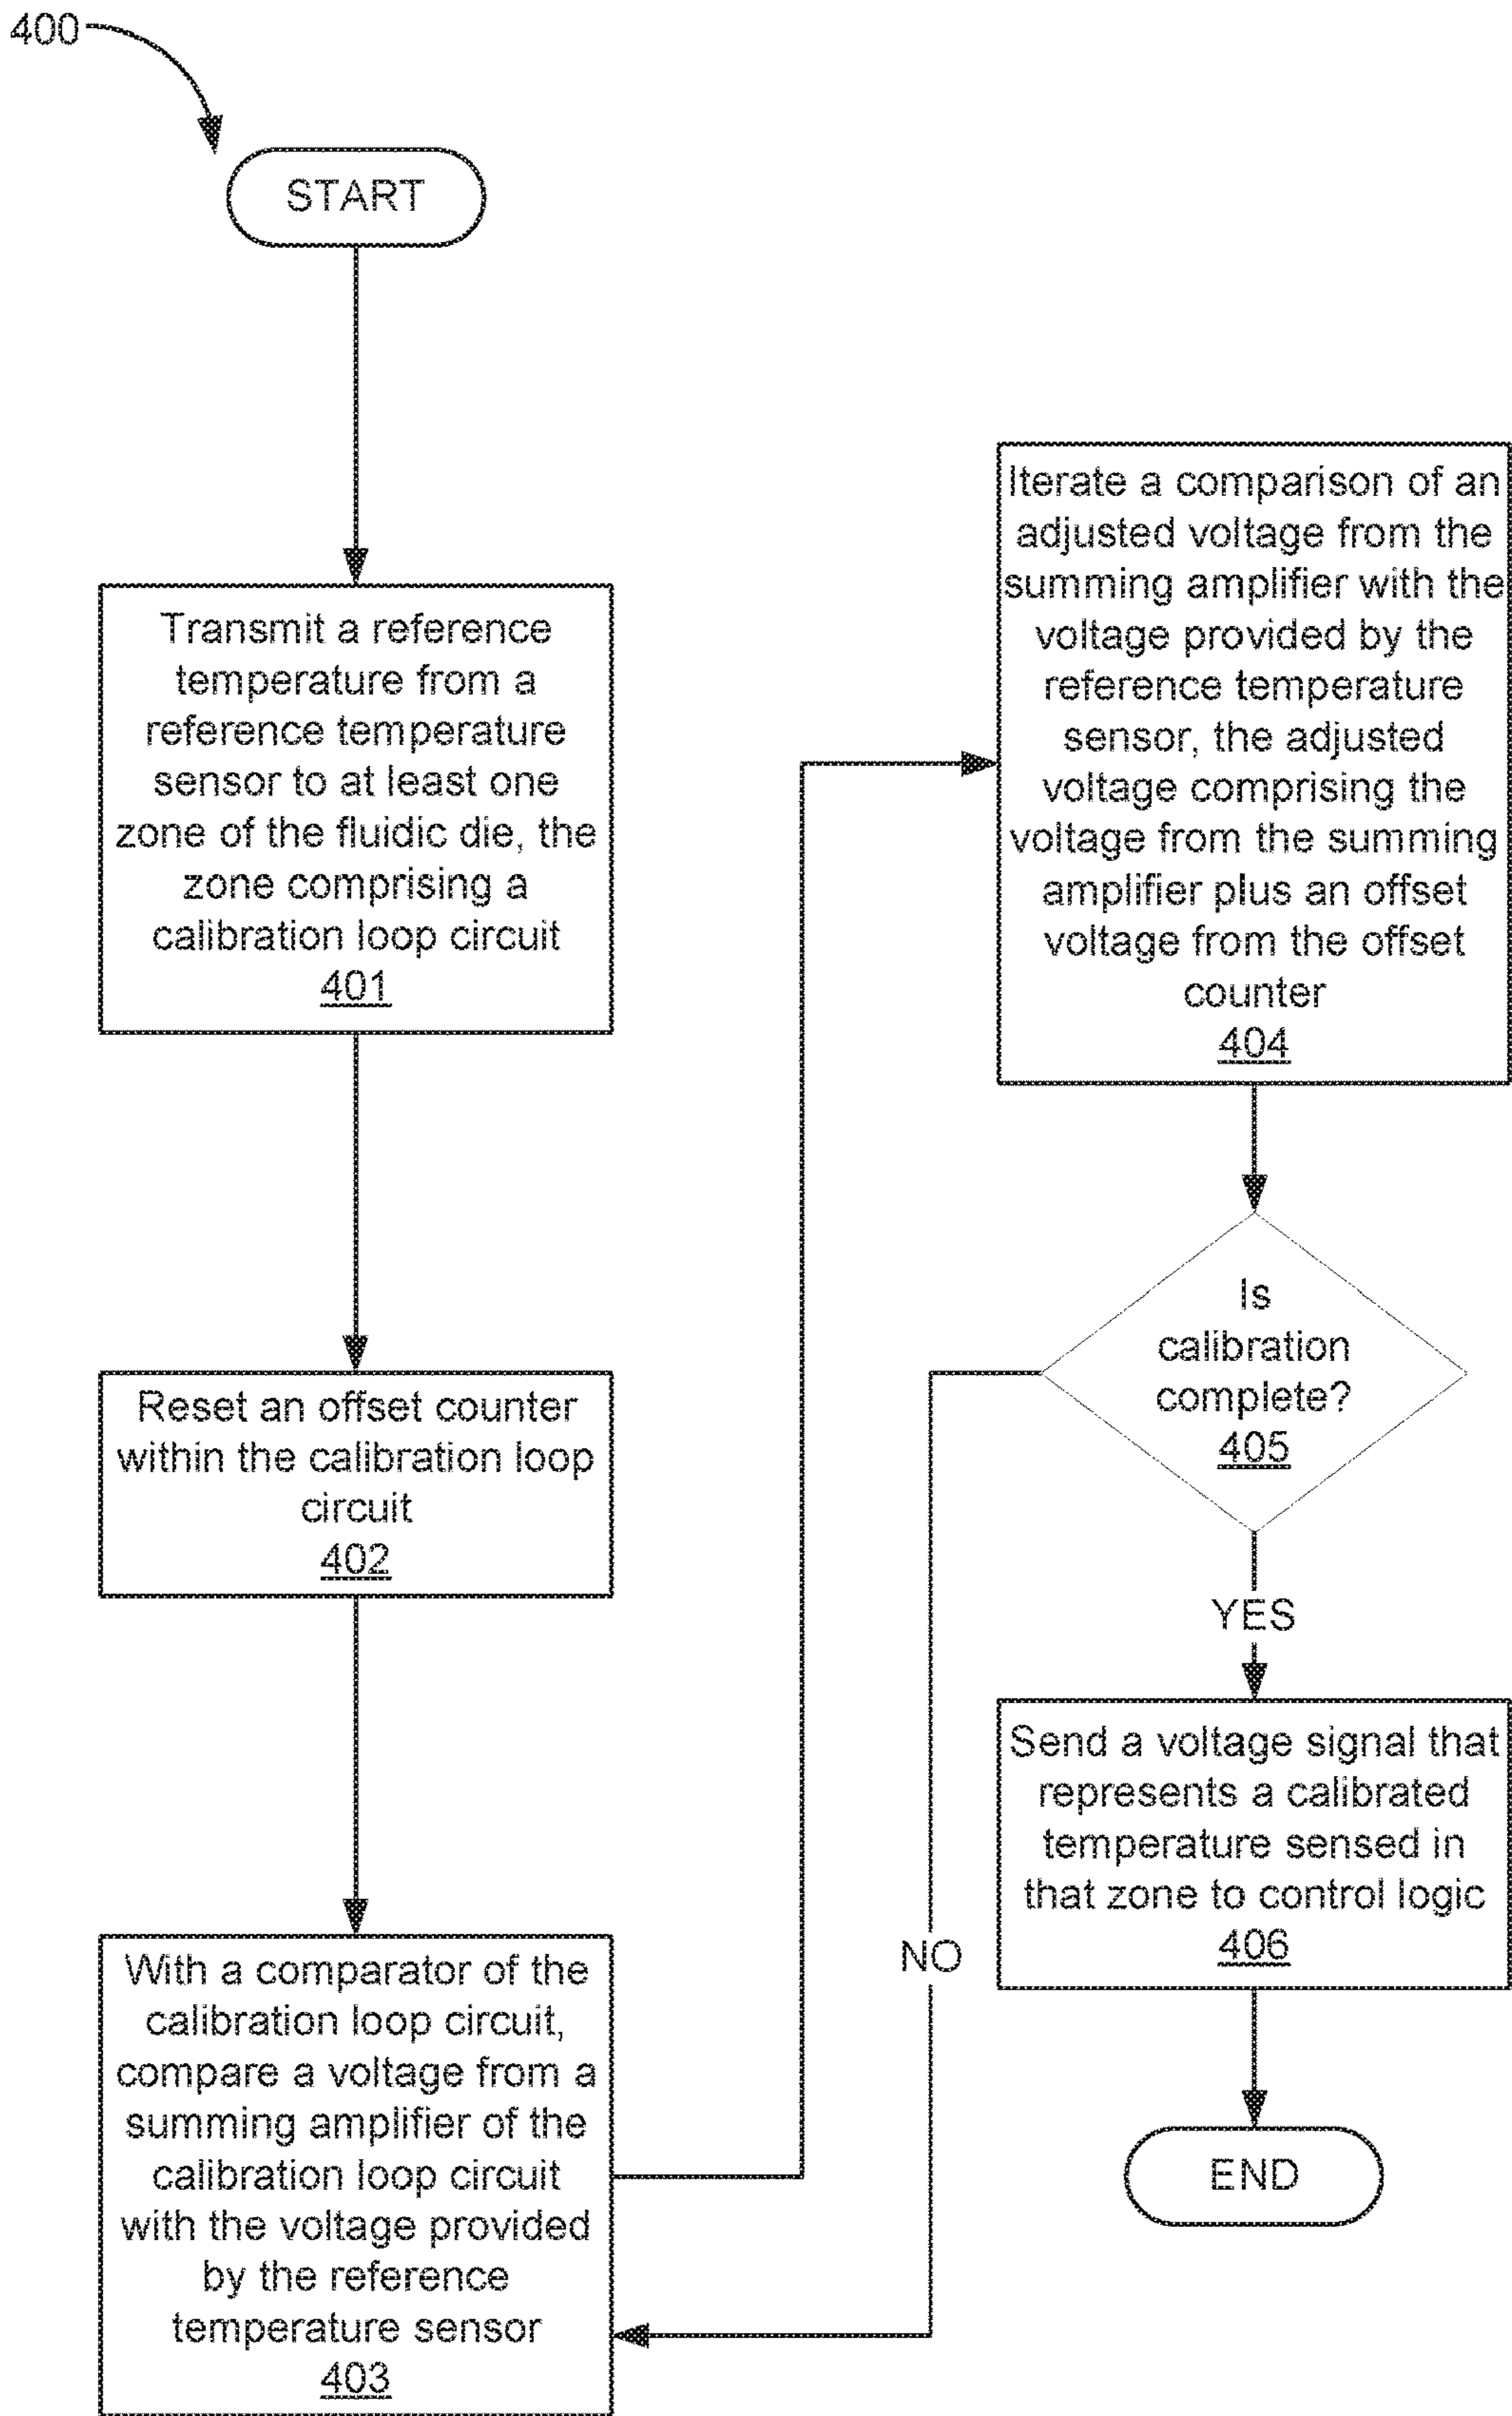 400
START
Transmit a reference
temperature from a
reference temperature
sensor to at least one
zone of the fluidic die, the
zone comprising a
calibration loop circuit
401
Reset an offset counter
within the calibration loop
circuit
402
With a comparator of the
calibration loop circuit,
compare a voltage from a
summing amplifier of the
calibration loop circuit
with the voltage provided
by the reference
temperature sensor
403
Iterate a comparison of an
adjusted voltage from the
summing amplifier with the
voltage provided by the
reference temperature
sensor, the adjusted
voltage comprising the
voltage from the summing
amplifier plus an offset
voltage from the offset
counter
404
Is
calibration
complete?
405
YES
NO
Send a voltage signal that
represents a calibrated
temperature sensed in
that zone to control logic
406
END